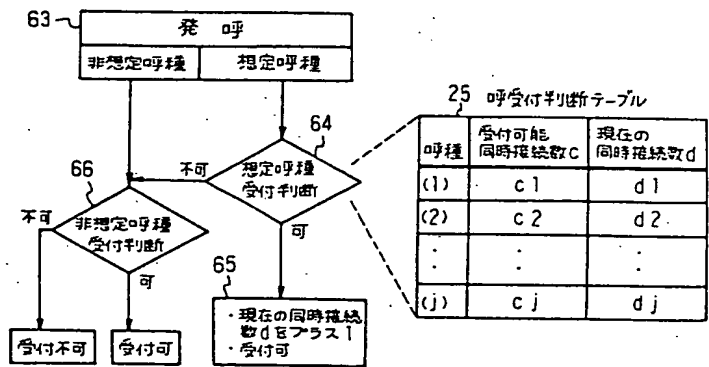 63
発 呼
非想定呼種 想定呼種
64
不可
想定呼種
受付判断
可
66
不可
非想定呼種
受付判断
可
65
・現在の同時接続
数dをプラス1
・受付可
受付不可
受付可
25 呼受付判断テーブル
呼種 受付可能
同時接続数c 現在の
同時接続数d
(1) c1 d1
(2) c2 d2
: : :
(j) cj dj